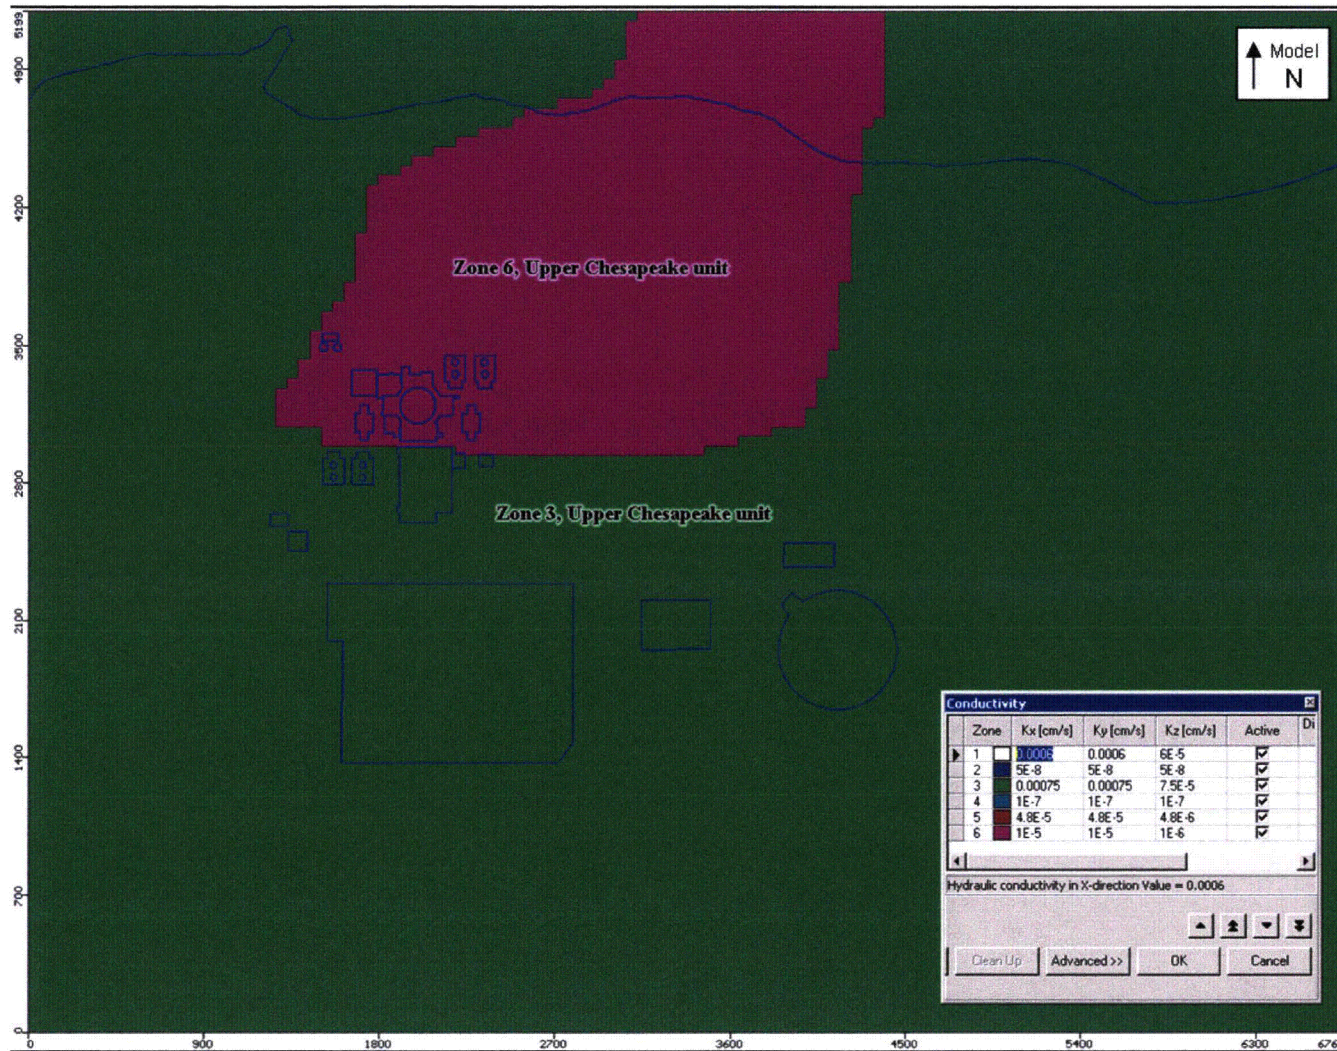 5199
4900
4200
3500
2800
2100
1400
700
0
Model
N
Zone 6, Upper Chesapeake unit
Zone 3, Upper Chesapeake unit
Conductivity
Zone Kx [cm/s] Ky [cm/s] Kz [cm/s] Active Di
1 0.0006 0.0006 6E-5
2 5E-8 5E-8 5E-8
3 0.00075 0.00075 7.5E-5
4 1E-7 1E-7 1E-7
5 4.8E-5 4.8E-5 4.8E-6
6 1E-5 1E-5 1E-6
Hydraulic conductivity in X-direction Value = 0.0006
Clean Up Advanced >> OK Cancel
0 900 1800 2700 3600 4500 5400 6300